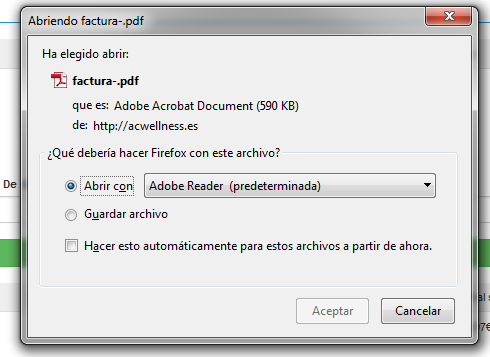 Abriendo factura-.pdf
Ha elegido abrir:
factura-.pdf
que es: Adobe Acrobat Document (590 KB)
de: http://acwellness.es
¿Qué debería hacer Firefox con este archivo?
Abrir con Adobe Reader (predeterminada)
Guardar archivo
Hacer esto automáticamente para estos archivos a partir de ahora.
Aceptar Cancelar
De